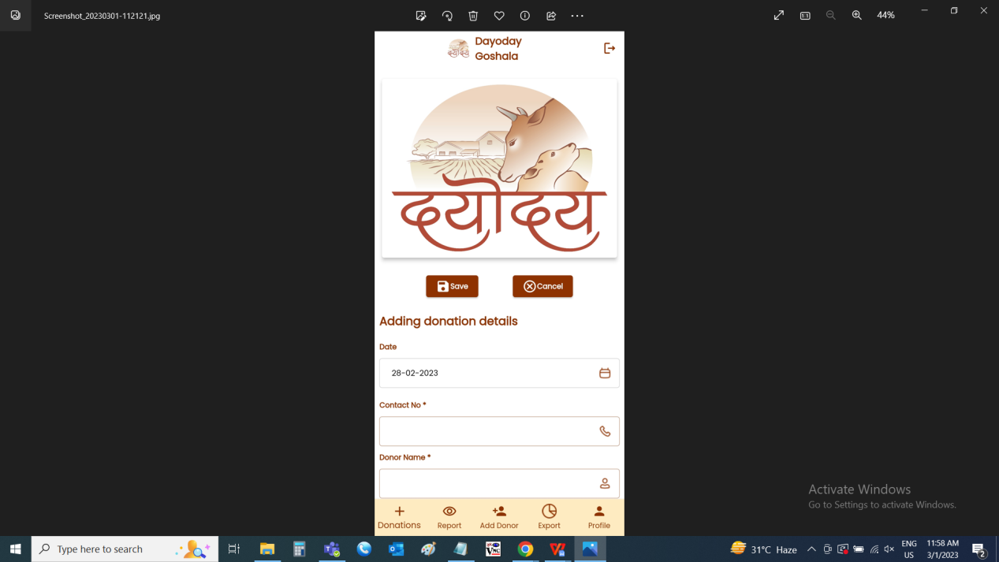 Screenshot_20230301-112121.jpg
44%
Dayoday
Goshala
दयोदय
Save
Cancel
Adding donation details
Date
28-02-2023
Contact No *
Donor Name *
Donations
Report
Add Donor
Export
Profile
Activate Windows
Go to Settings to activate Windows.
Type here to search
31°C Haze
ENG
US
11:58 AM
3/1/2023
2